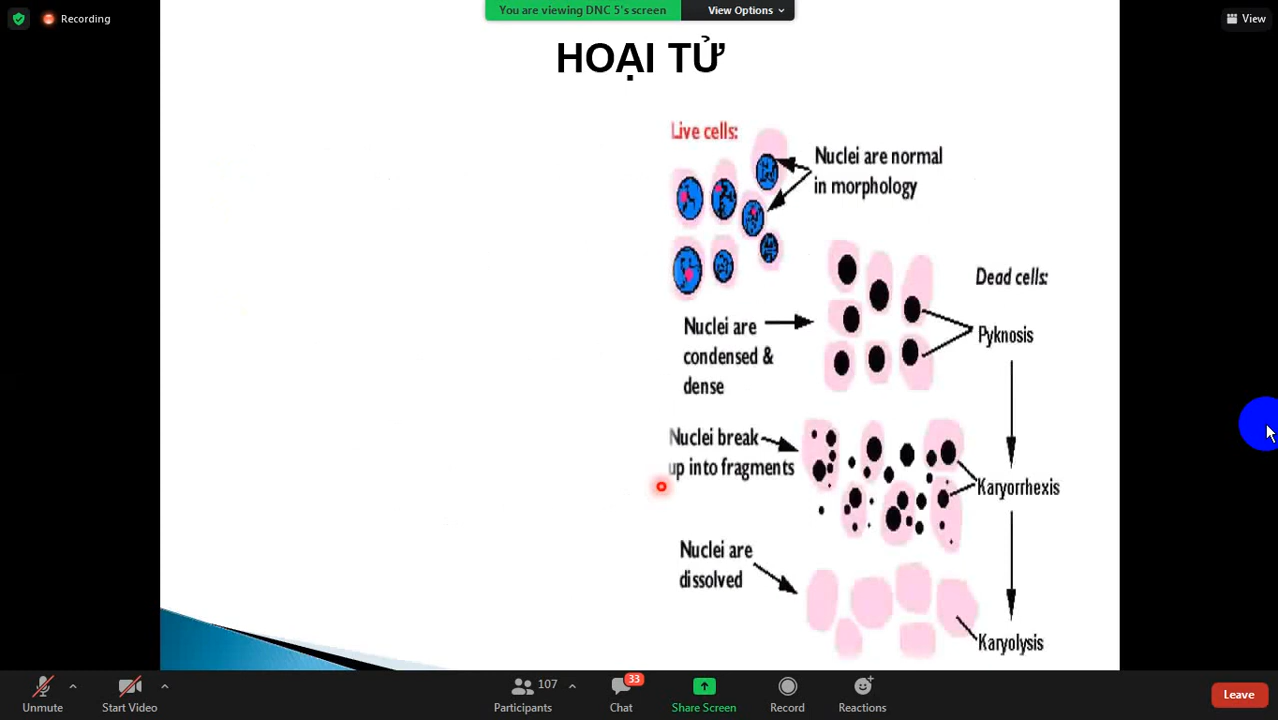 Recording
You are viewing DNC 5's screen
View Options
View
HOẠI TỬ
Live cells:
Nuclei are normal
in morphology
Dead cells:
Nuclei are
condensed &
dense
Pyknosis
Nuclei break
up into fragments
Karyorrhexis
Nuclei are
dissolved
Karyolysis
Unmute
Start Video
107
Participants
33
Chat
Share Screen
Record
Reactions
Leave